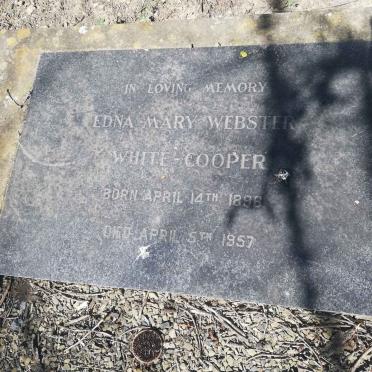 IN LOVING MEMORY
EDNA MARY WEBSTER
WHITE-COOPER
BORN APRIL 14TH 1898
DIED APRIL 5TH 1957